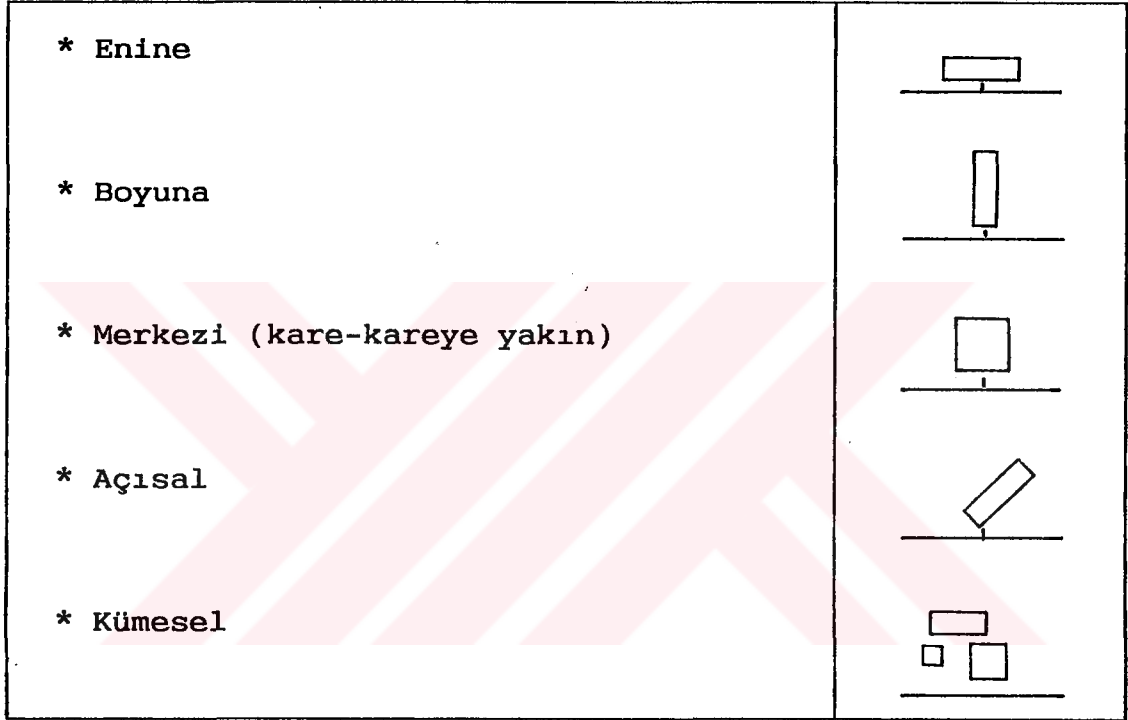 * Enine
* Boyuna
* Merkezi (kare-kareye yakın)
* Açısal
* Kümesel